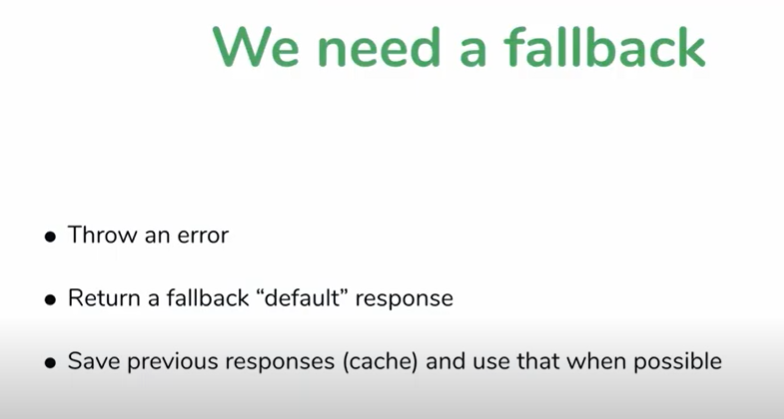 We need a fallback
• Throw an error
• Return a fallback “default” response
• Save previous responses (cache) and use that when possible